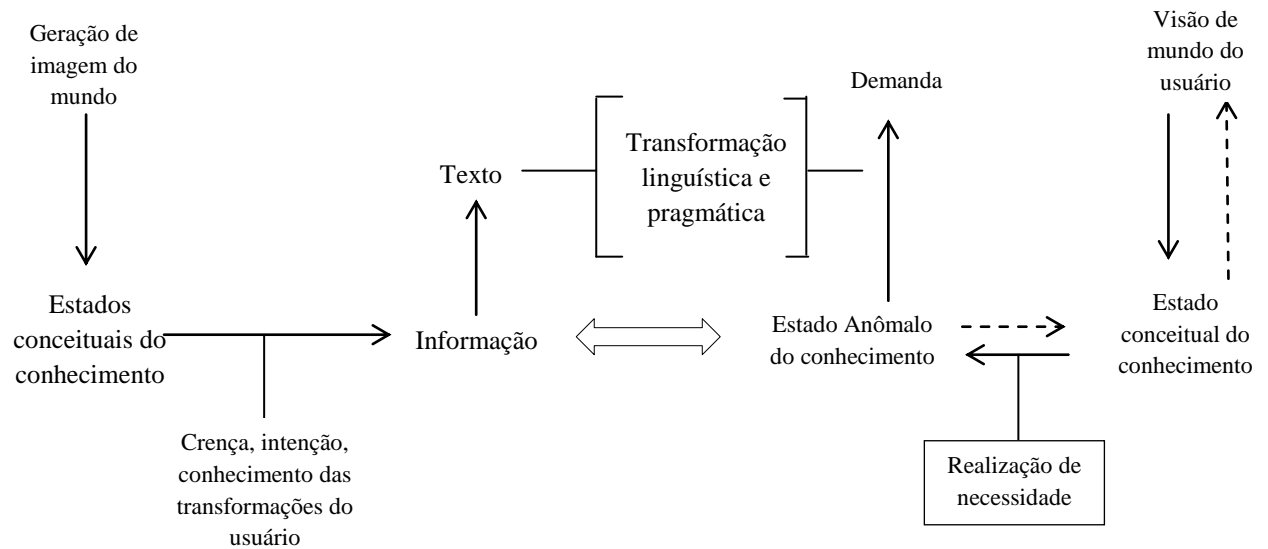 Geração de
imagem do
mundo
Visão de
mundo do
usuário
Demanda
Transformação
linguística e
pragmática
Texto
Estados
conceituais do
conhecimento
Informação
Estado Anômalo
do conhecimento
Estado
conceitual do
conhecimento
Crença, intenção,
conhecimento das
transformações do
usuário
Realização de
necessidade